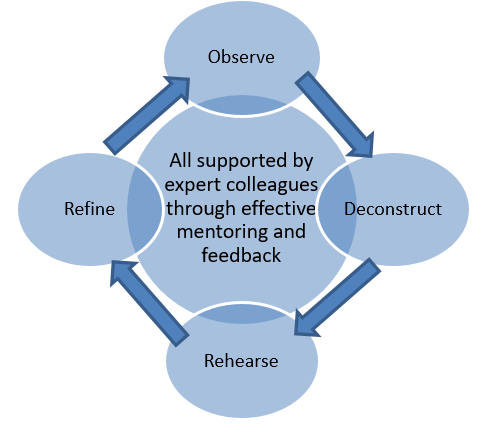 Observe
All supported by
expert colleagues
through effective
mentoring and
feedback
Refine
Deconstruct
Rehearse